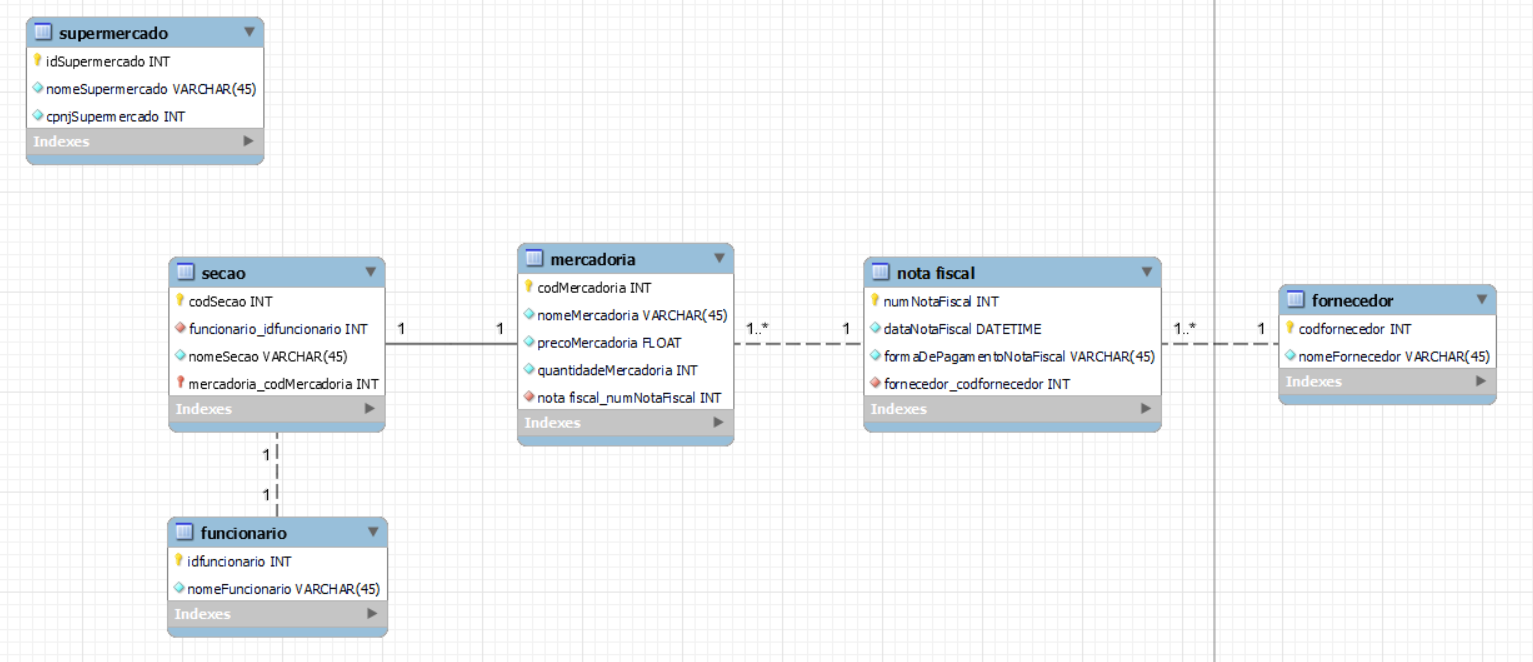 supermercado
idSupermercado INT
nomeSupermercado VARCHAR(45)
cpnjSupermercado INT
Indexes
secao
codSecao INT
funcionario_idfuncionario INT
nomeSecao VARCHAR(45)
mercadoria_codMercadoria INT
Indexes
1
1
mercadoria
codMercadoria INT
nomeMercadoria VARCHAR(45)
precoMercadoria FLOAT
quantidadeMercadoria INT
nota fiscal_numNotaFiscal INT
Indexes
1..*
1
nota fiscal
numNotaFiscal INT
dataNotaFiscal DATETIME
formaDePagamentoNotaFiscal VARCHAR(45)
fornecedor_codfornecedor INT
Indexes
1..*
1
fornecedor
codfornecedor INT
nomeFornecedor VARCHAR(45)
Indexes
1
1
funcionario
idfuncionario INT
nomeFuncionario VARCHAR(45)
Indexes